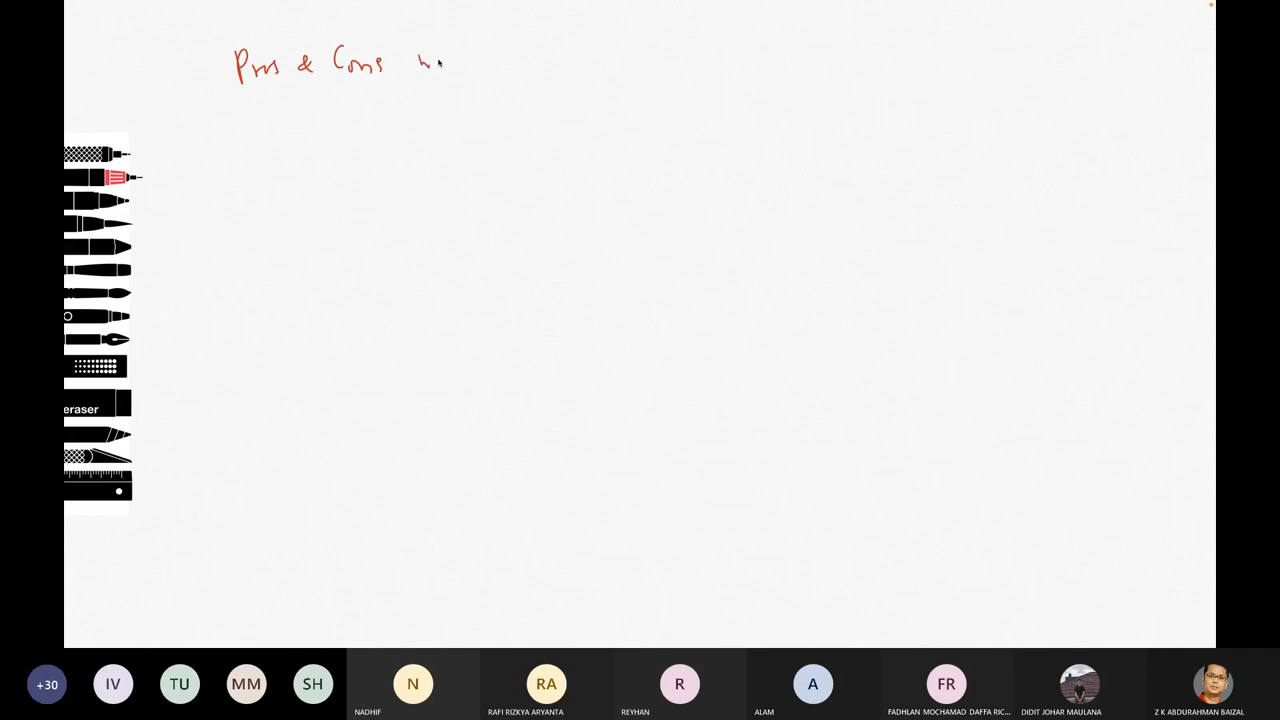 Pros & Cons
eraser
+30
IV
TU
MM
SH
N
RA
R
A
FR
NADHIF
RAFI RIZKYA ARYANTA
REYHAN
ALAM
FADHLAN MOCHAMAD DAFFA RIC...
DIDIT JOHAR MAULANA
Z K ABDURAHMAN BAIZAL